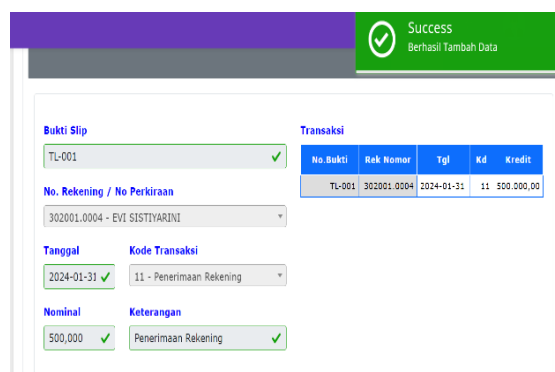 Success
Berhasil Tambah Data
Bukti Slip
TL-001
No. Rekening / No Perkiraan
302001.0004 - EVI SISTIYARINI
Tanggal Kode Transaksi
2024-01-31 11 - Penerimaan Rekening
Nominal Keterangan
500,000 Penerimaan Rekening
Transaksi
No.Bukti Rek Nomor Tgl Kd Kredit
TL-001 302001.0004 2024-01-31 11 500.000,00